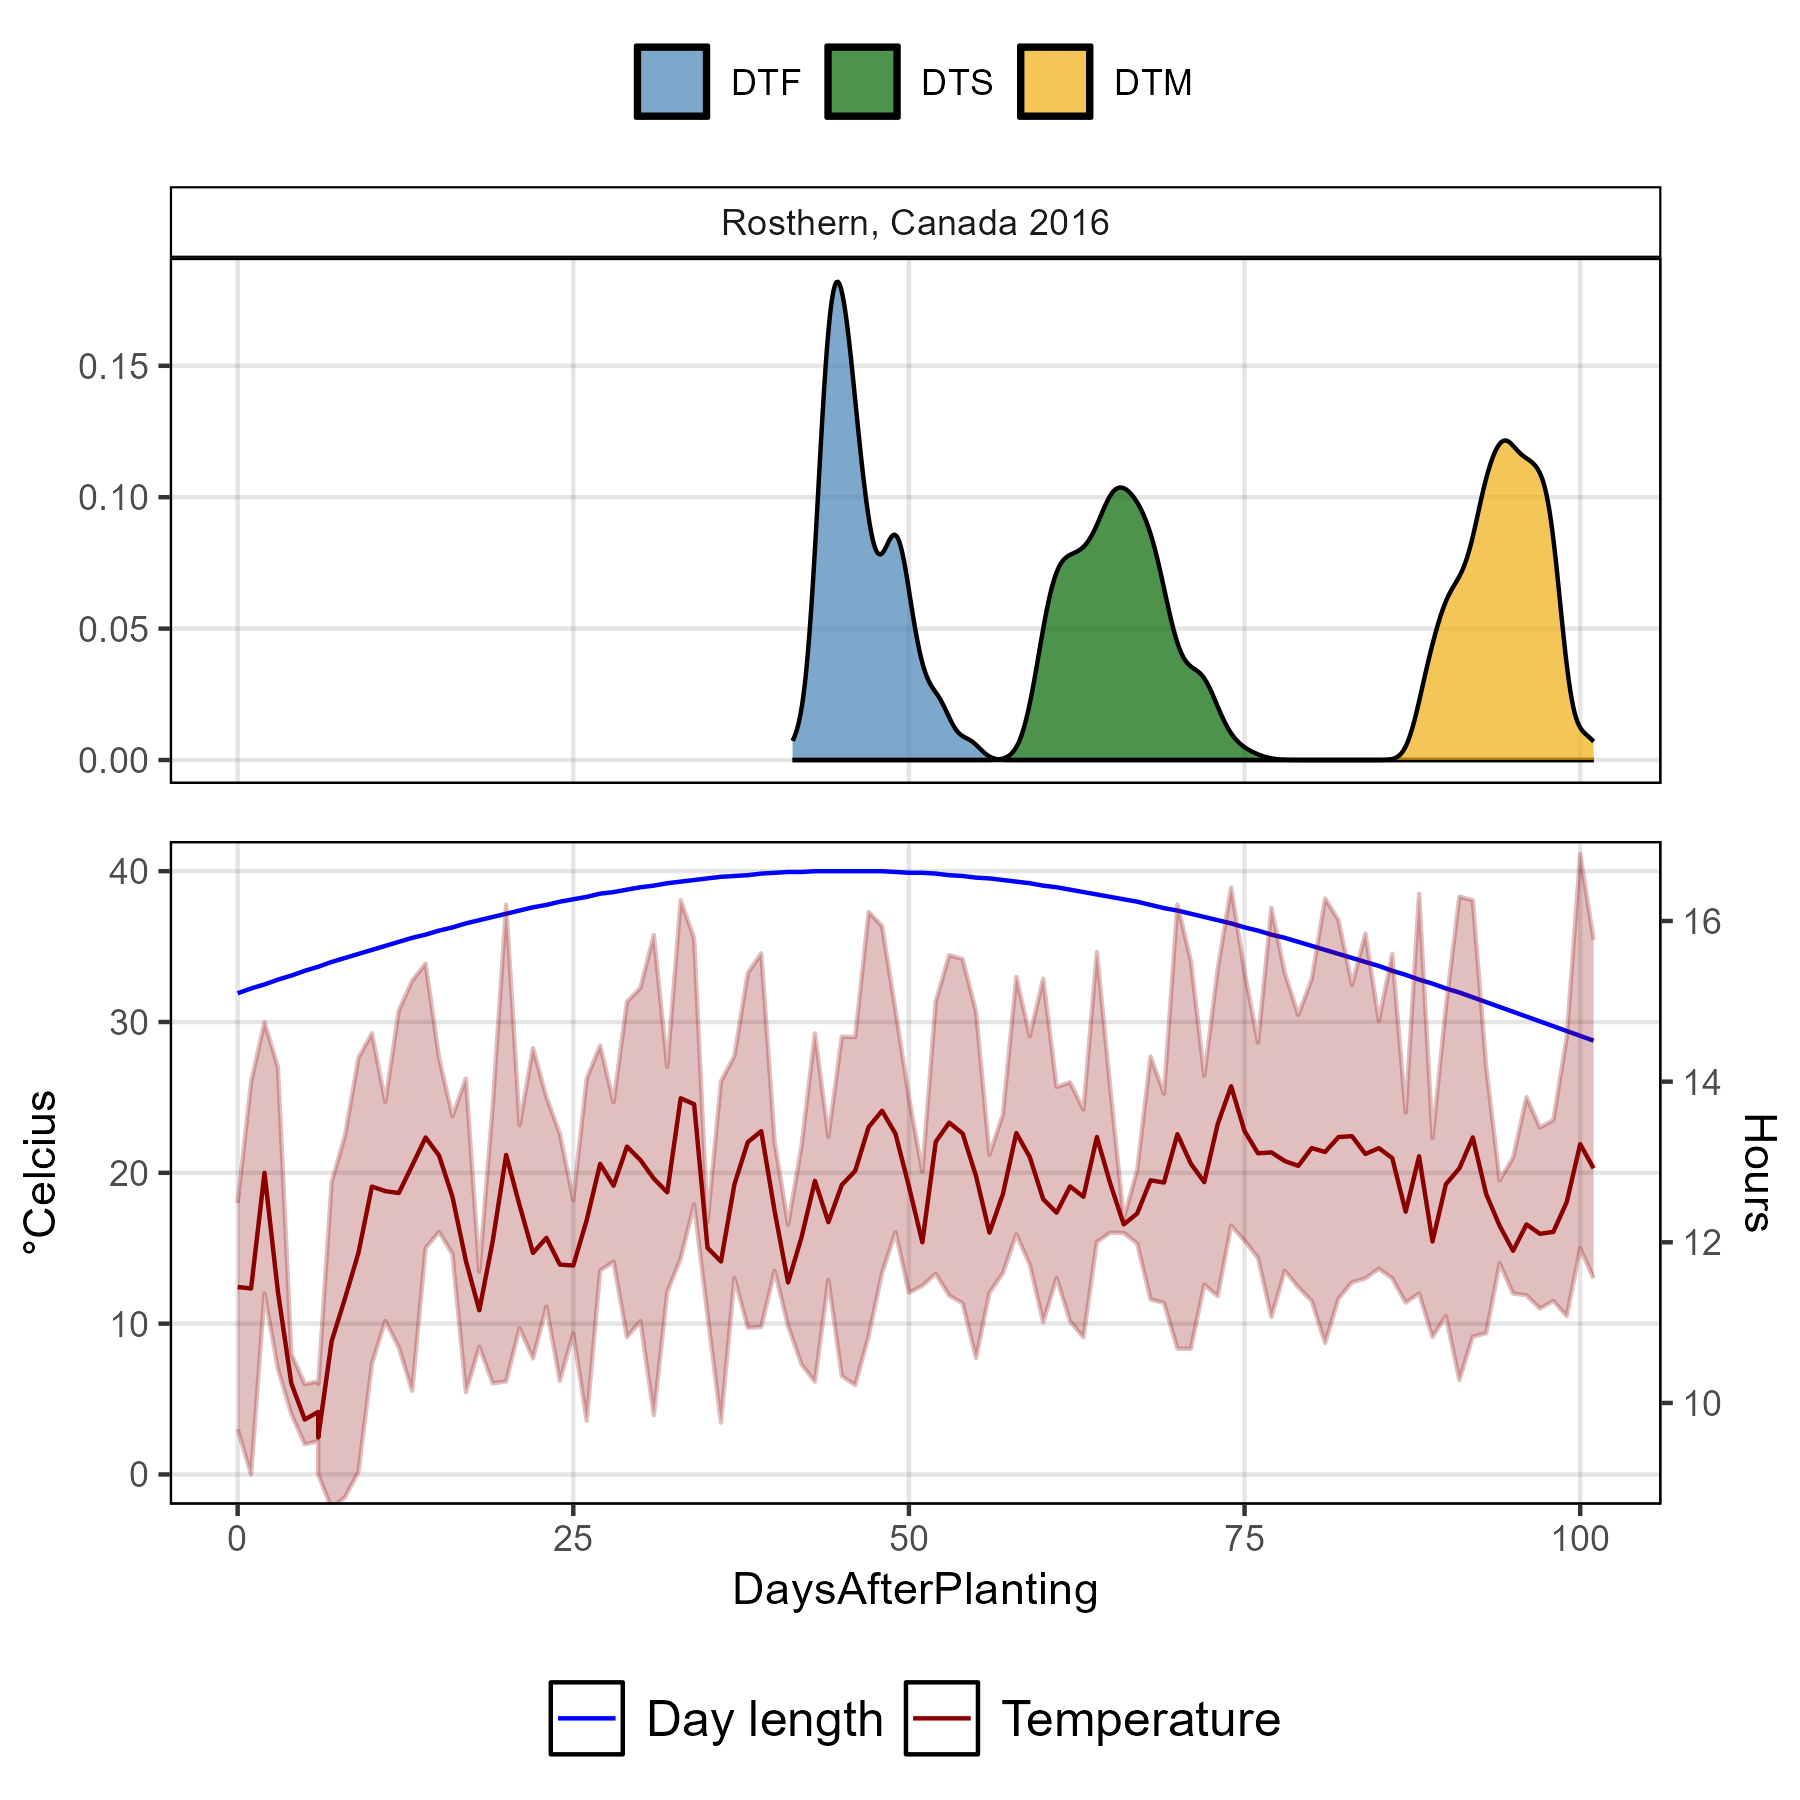 DTF DTS DTM
Rosthern, Canada 2016
0.15
0.10
0.05
0.00
40
30
20
10
0
°Celcius
16
14
12
10
Hours
0 25 50 75 100
DaysAfterPlanting
Day length Temperature